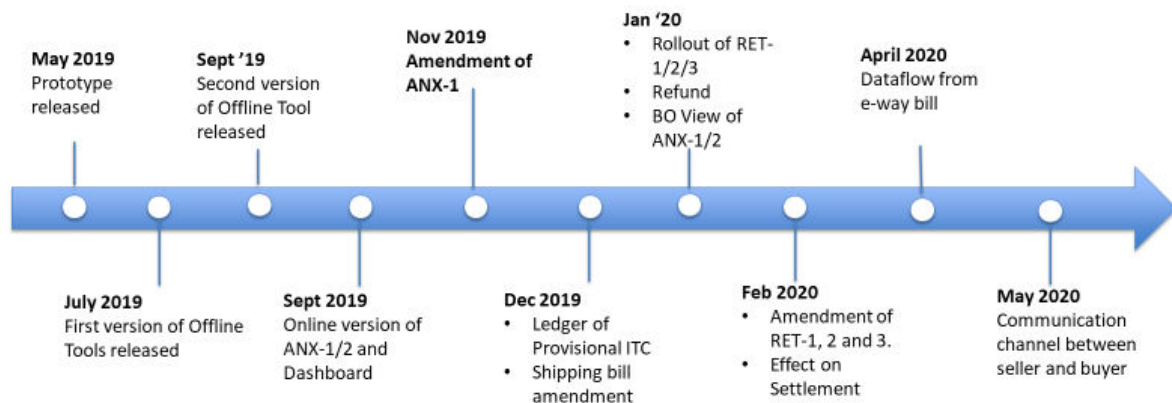 May 2019
Prototype
released
Sept ’19
Second version
of Offline Tool
released
Nov 2019
Amendment of
ANX-1
Jan ‘20
• Rollout of RET-
1/2/3
• Refund
• BO View of
ANX-1/2
April 2020
Dataflow from
e-way bill
July 2019
First version of Offline
Tools released
Sept 2019
Online version of
ANX-1/2 and
Dashboard
Dec 2019
• Ledger of
Provisional ITC
• Shipping bill
amendment
Feb 2020
• Amendment of
RET-1, 2 and 3.
• Effect on
Settlement
May 2020
Communication
channel between
seller and buyer